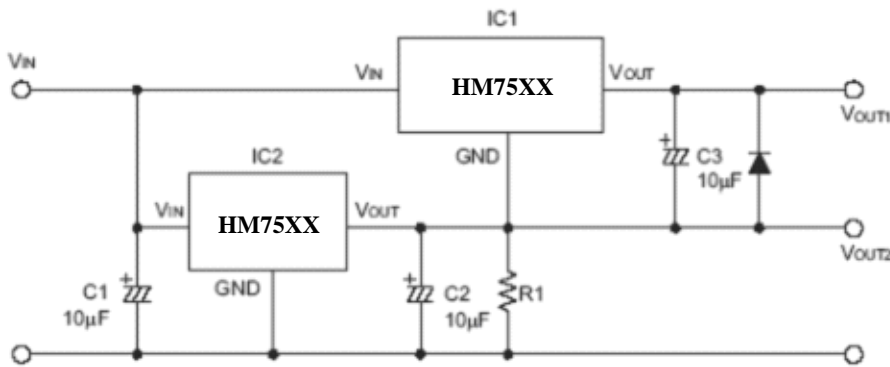 IC1
VIN
VIN
HM75XX
VOUT
VOUT1
GND
C3
10μF
IC2
VIN
HM75XX
VOUT
VOUT2
GND
C1
10μF
C2
10μF
R1